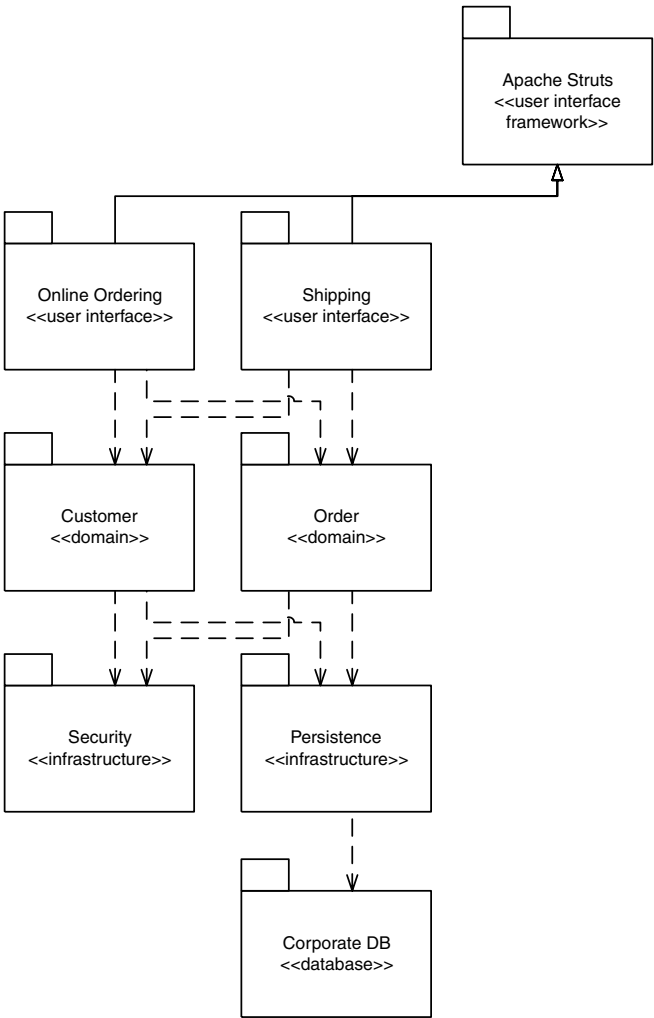 Apache Struts
<<user interface
framework>>
Online Ordering
<<user interface>>
Shipping
<<user interface>>
Customer
<<domain>>
Order
<<domain>>
Security
<<infrastructure>>
Persistence
<<infrastructure>>
Corporate DB
<<database>>